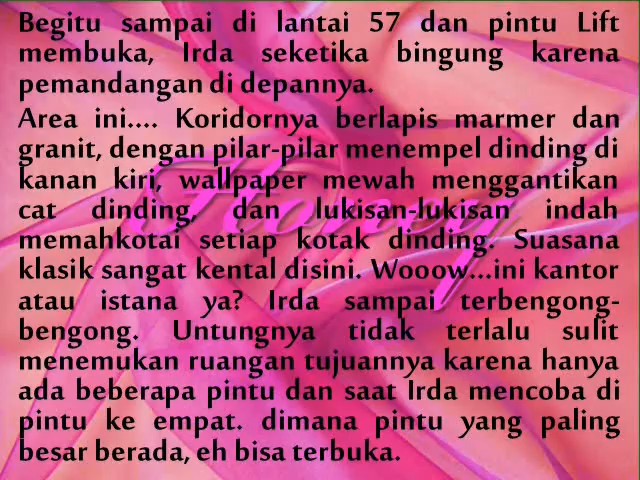 Begitu sampai di lantai 57 dan pintu Lift
membuka, Irda seketika bingung karena
pemandangan di depannya.
Area ini.... Koridornya berlapis marmer dan
granit, dengan pilar-pilar menempel dinding di
kanan kiri, wallpaper mewah menggantikan
cat dinding, dan lukisan-lukisan indah
memahkotai setiap kotak dinding. Suasana
klasik sangat kental disini. Wooow...ini kantor
atau istana ya? Irda sampai terbengong-
bengong. Untungnya tidak terlalu sulit
menemukan ruangan tujuannya karena hanya
ada beberapa pintu dan saat Irda mencoba di
pintu ke empat. dimana pintu yang paling
besar berada, eh bisa terbuka.